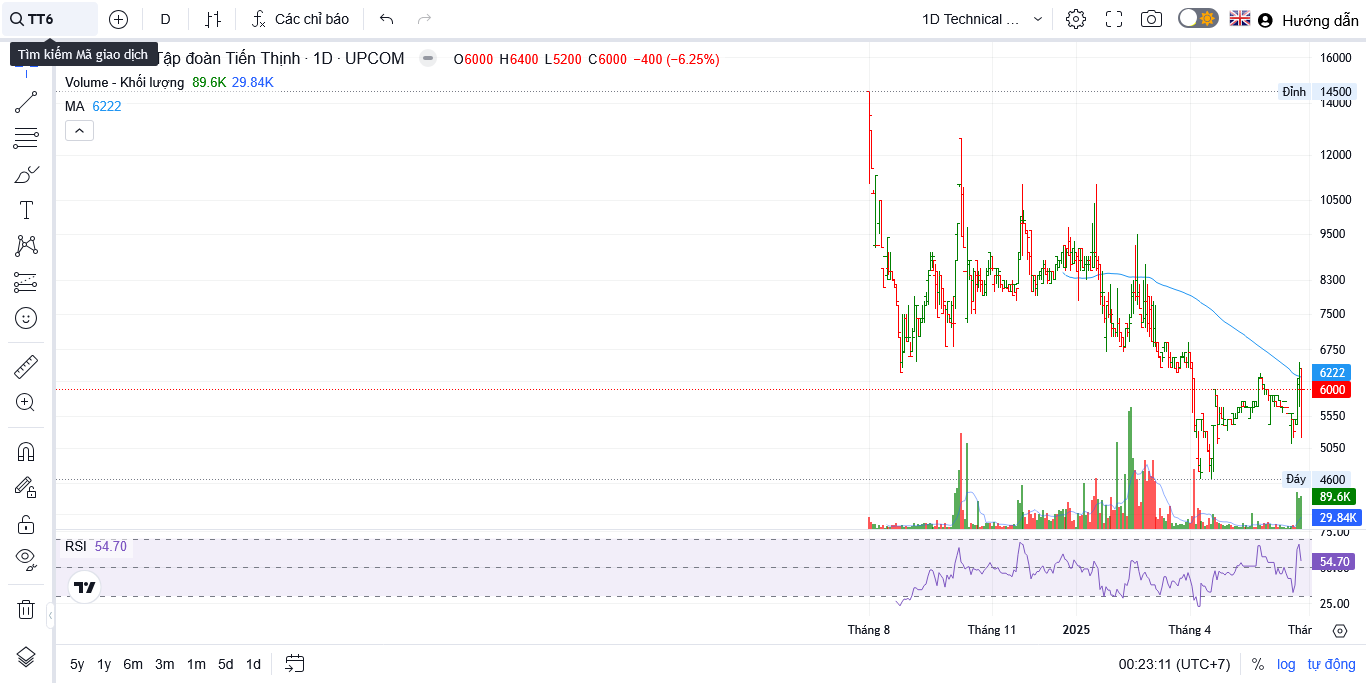 TT6
D
Các chỉ báo
1D Technical ...
Hướng dẫn
Tìm kiếm Mã giao dịch
Tập đoàn Tiến Thịnh · 1D · UPCOM
O6000 H6400 L5200 C6000 −400 (−6.25%)
Volume - Khối lượng 89.6K 29.84K
MA 6222
16000
Đỉnh 14500
14000
12000
10500
9500
8300
7500
6750
6222
6000
5550
5050
Đáy 4600
89.6K
29.84K
75.00
RSI 54.70
54.70
50.00
25.00
Tháng 8 Tháng 11 2025 Tháng 4 Thár
5y 1y 6m 3m 1m 5d 1d
00:23:11 (UTC+7) % log tự động